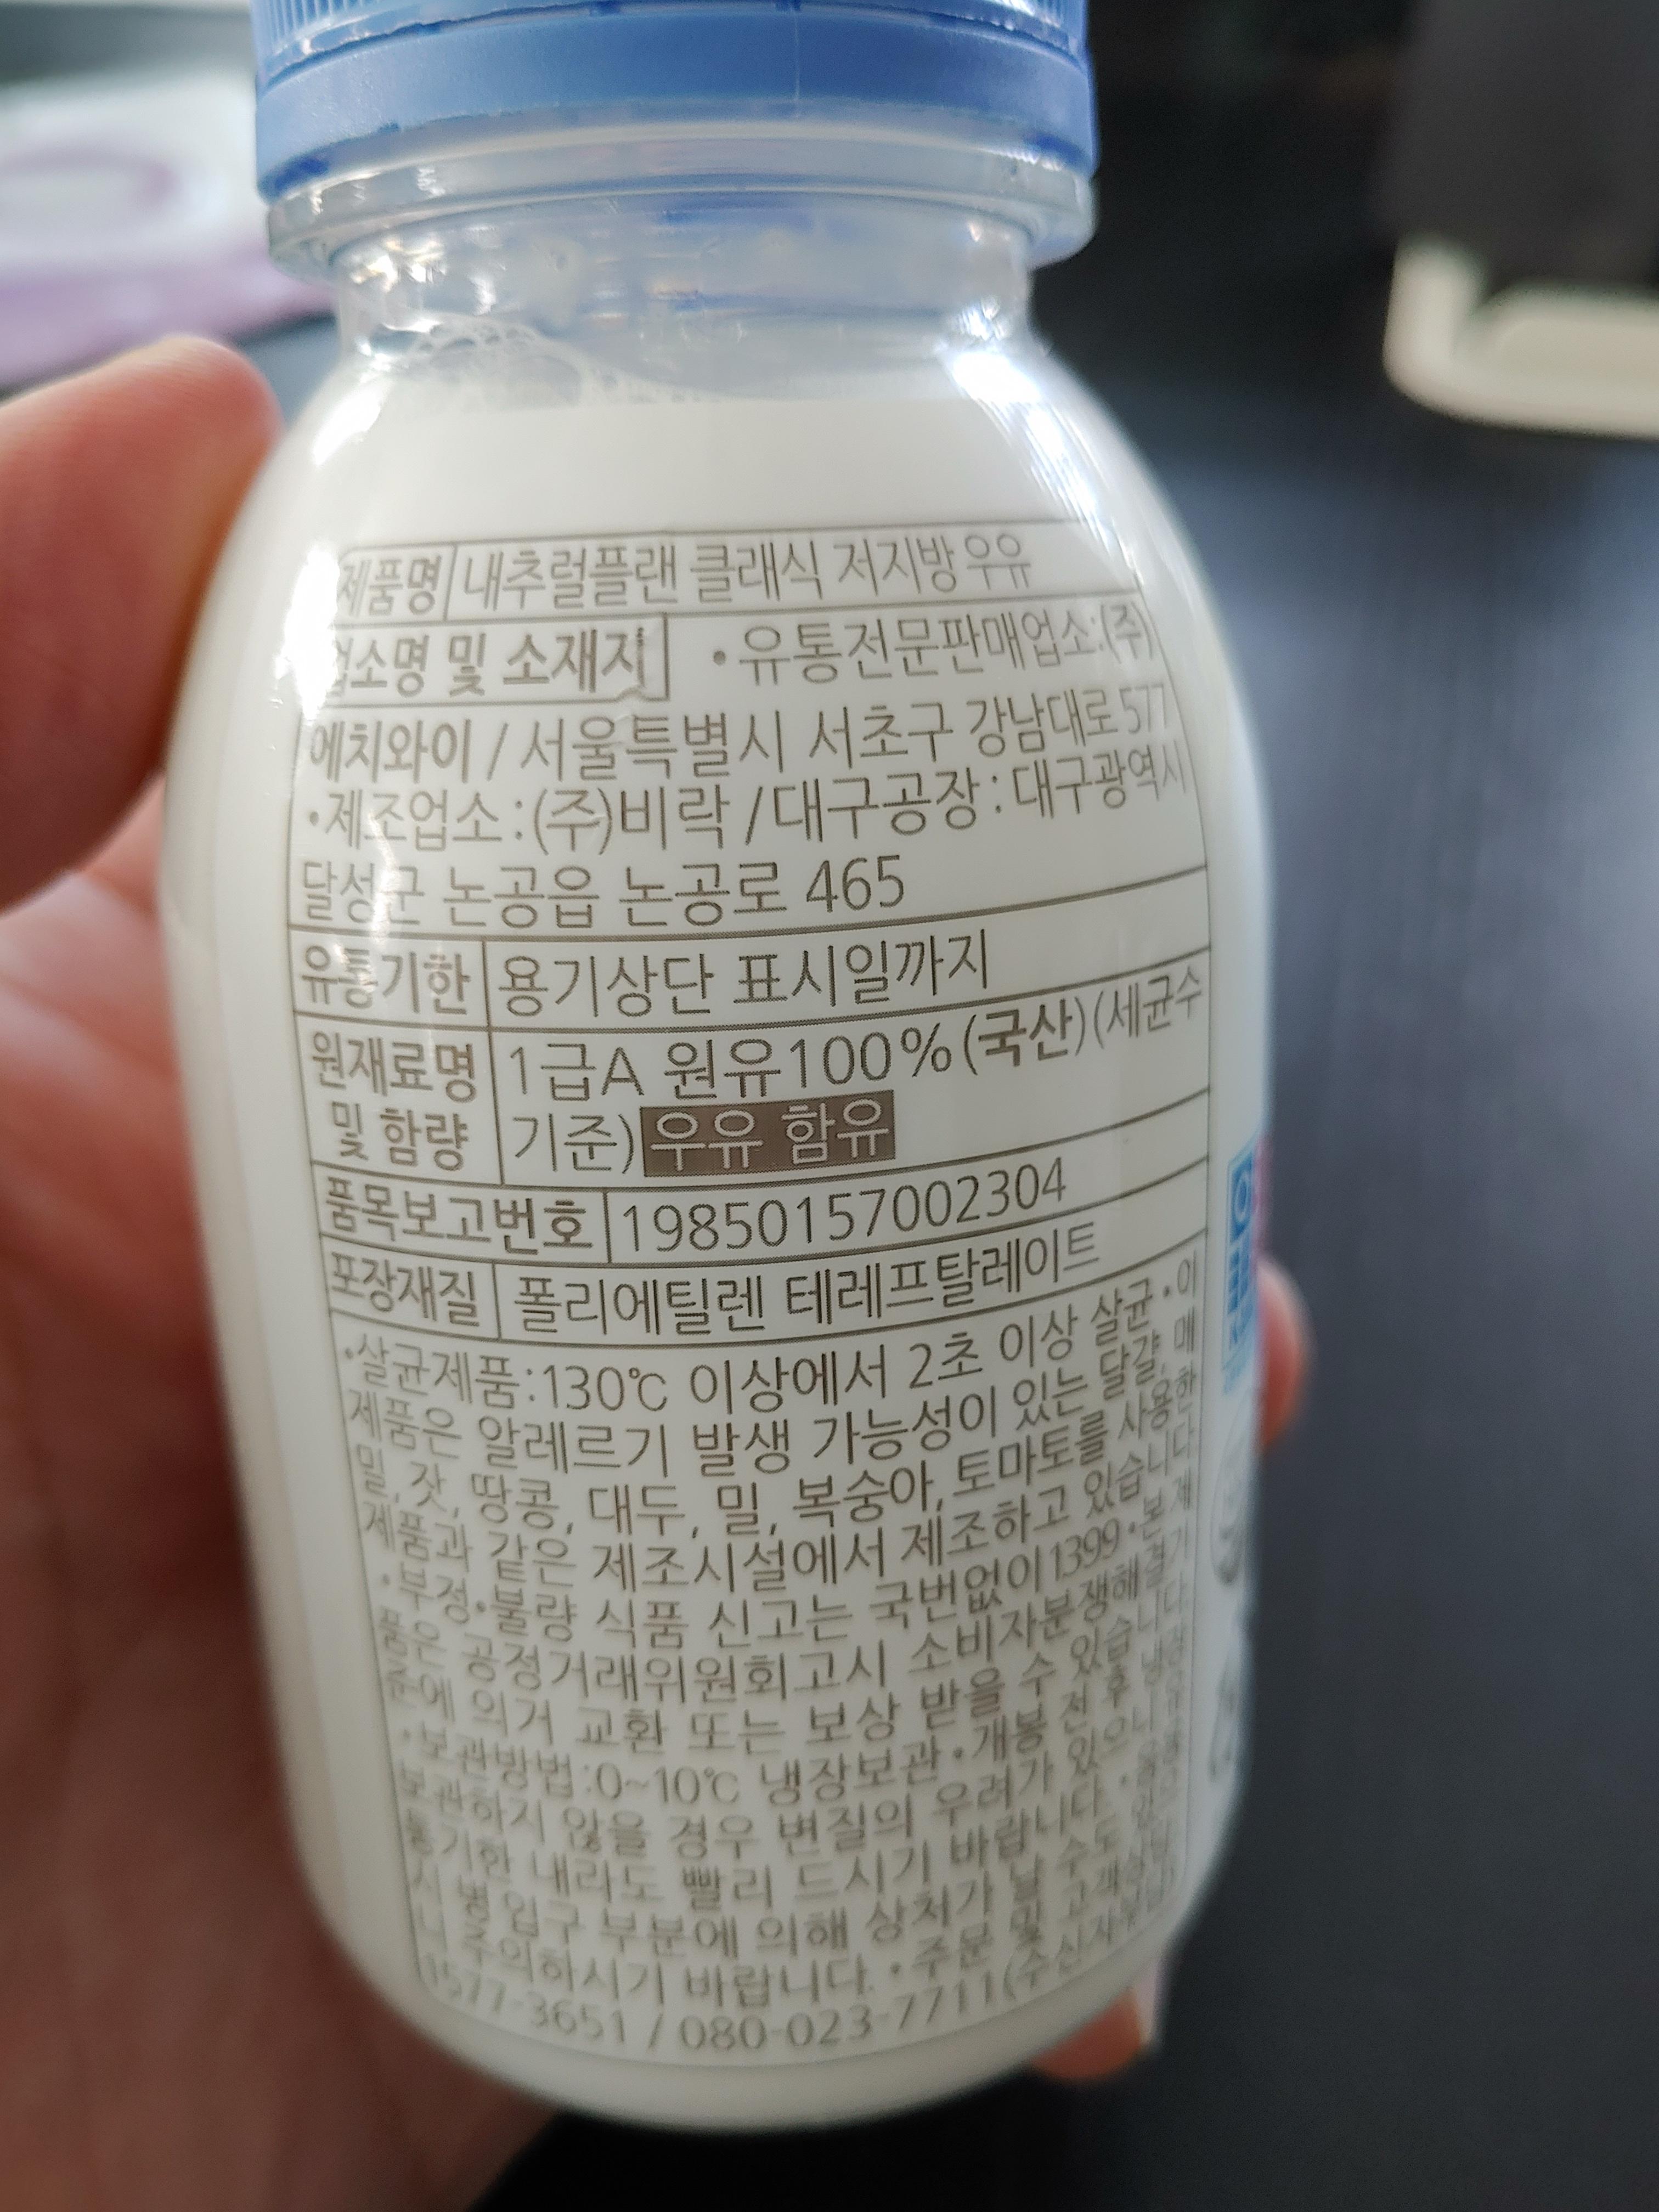 제품명 내추럴플랜 클래식 저지방우유
업소명 및 소재지 •유통전문판매업소:(주)
에치와이 / 서울특별시 서초구 강남대로 577
•제조업소:(주)비락 /대구공장: 대구광역시
달성군 논공읍 논공로 465
유통기한 용기상단 표시일까지
원재료명 1급A 원유100%(국산)(세균수
및 함량 기준) 우유 함유
품목보고번호 19850157002304
포장재질 폴리에틸렌 테레프탈레이트
•살균제품:130℃ 이상에서 2초 이상 살균•이
제품은 알레르기 발생 가능성이 있는 달걀, 메
밀, 잣, 땅콩, 대두, 밀, 복숭아, 토마토를 사용한
제품과 같은 제조시설에서 제조하고 있습니다
•부정•불량 식품 신고는 국번없이1399•본 제
품은 공정거래위원회고시 소비자분쟁해결기
준에 의거 교환 또는 보상 받을 수 있습니다
•보관방법:0~10℃ 냉장보관•개봉 전후 냉장
보관하지 않을 경우 변질의 우려가 있으니
통기한 내라도 빨리 드시기 바랍니다.
시 병 입구 부분에 의해 상처가 날 수도
니 주의하시기 바랍니다.•주문 및 고객상담
1577-3651 / 080-023-7711(수신자부담)